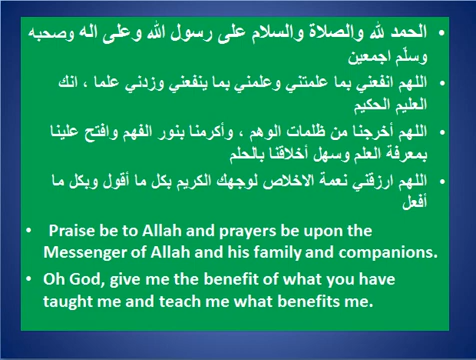 • الحمد لله والصلاة والسلام على رسول الله وعلى اله وصحبه
وسلّم اجمعين
• اللهم انفعني بما علمتني وعلمني بما ينفعني وزدني علما ، انك
العليم الحكيم
• اللهم أخرجنا من ظلمات الوهم ، وأكرمنا بنور الفهم وافتح علينا
بمعرفة العلم وسهل أخلاقنا بالحلم
• اللهم ارزقني نعمة الاخلاص لوجهك الكريم بكل ما أقول وبكل ما
أفعل
• Praise be to Allah and prayers be upon the
Messenger of Allah and his family and companions.
• Oh God, give me the benefit of what you have
taught me and teach me what benefits me.